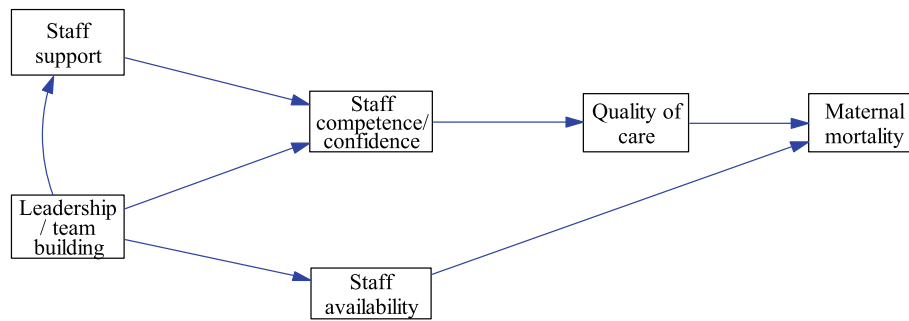 Staff
support
Staff
competence/
confidence
Quality of
care
Maternal
mortality
Leadership
/ team
building
Staff
availability